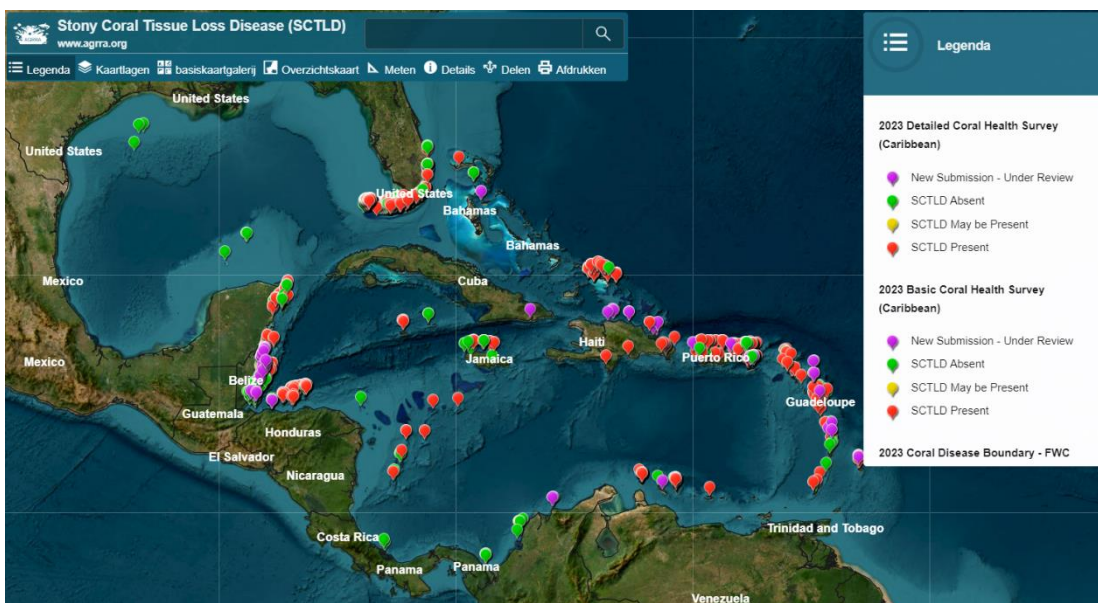 Stony Coral Tissue Loss Disease (SCTLD)
www.agrra.org
AGRRA
Legenda Kaartlagen basiskaartgalerij Overzichtskaart Meten Details Delen Afdrukken
Legenda
2023 Detailed Coral Health Survey
(Caribbean)
New Submission - Under Review
SCTLD Absent
SCTLD May be Present
SCTLD Present
2023 Basic Coral Health Survey
(Caribbean)
New Submission - Under Review
SCTLD Absent
SCTLD May be Present
SCTLD Present
2023 Coral Disease Boundary - FWC
United States
United States
United States
Bahamas
Bahamas
Mexico
Cuba
Mexico
Haiti
Jamaica
Puerto Rico
Belize
Guadeloupe
Guatemala
Honduras
El Salvador
Nicaragua
Costa Rica
Trinidad and Tobago
Panama
Panama
Venezuela